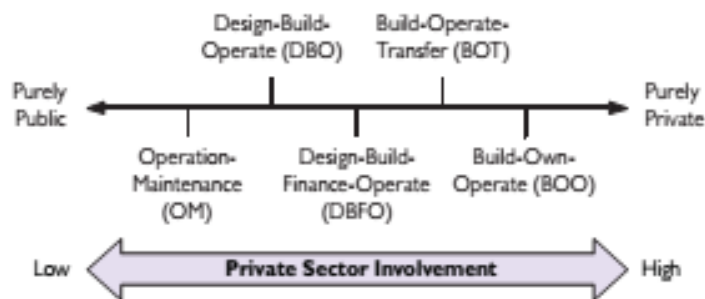 Design-Build-
Operate (DBO)
Build-Operate-
Transfer (BOT)
Purely
Public
Purely
Private
Operation-
Maintenance
(OM)
Design-Build-
Finance-Operate
(DBFO)
Build-Own-
Operate (BOO)
Low
Private Sector Involvement
High